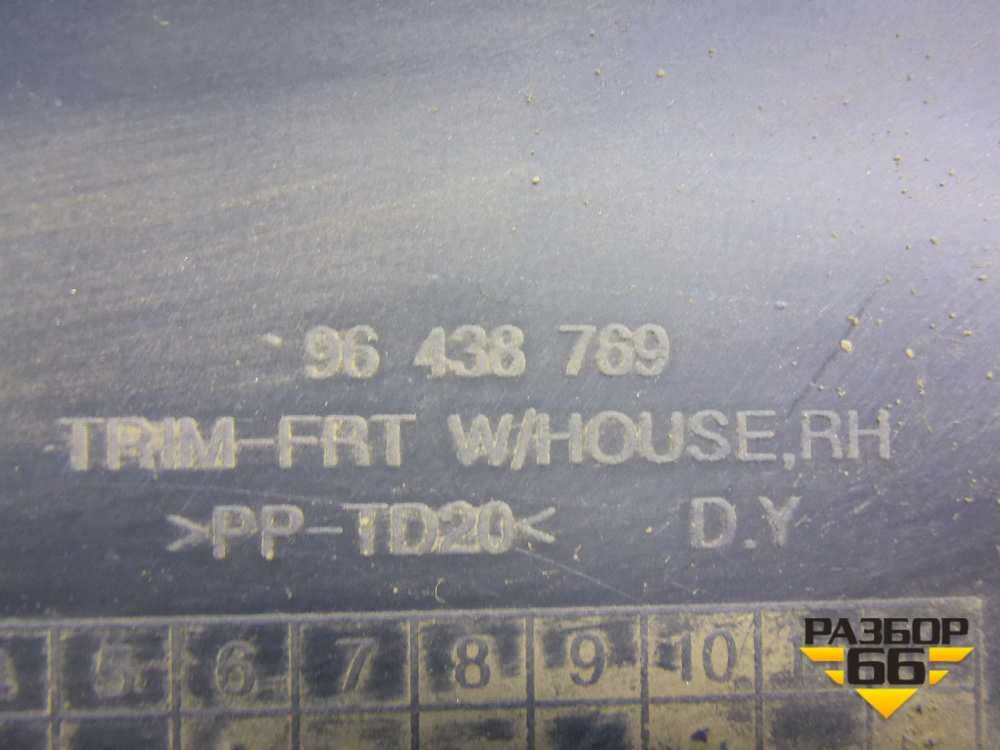 96 438 769
TRIM-FRT W/HOUSE,RH
>PP-TD20< D.Y
5 6 7 8 9 10
РАЗБОР
66